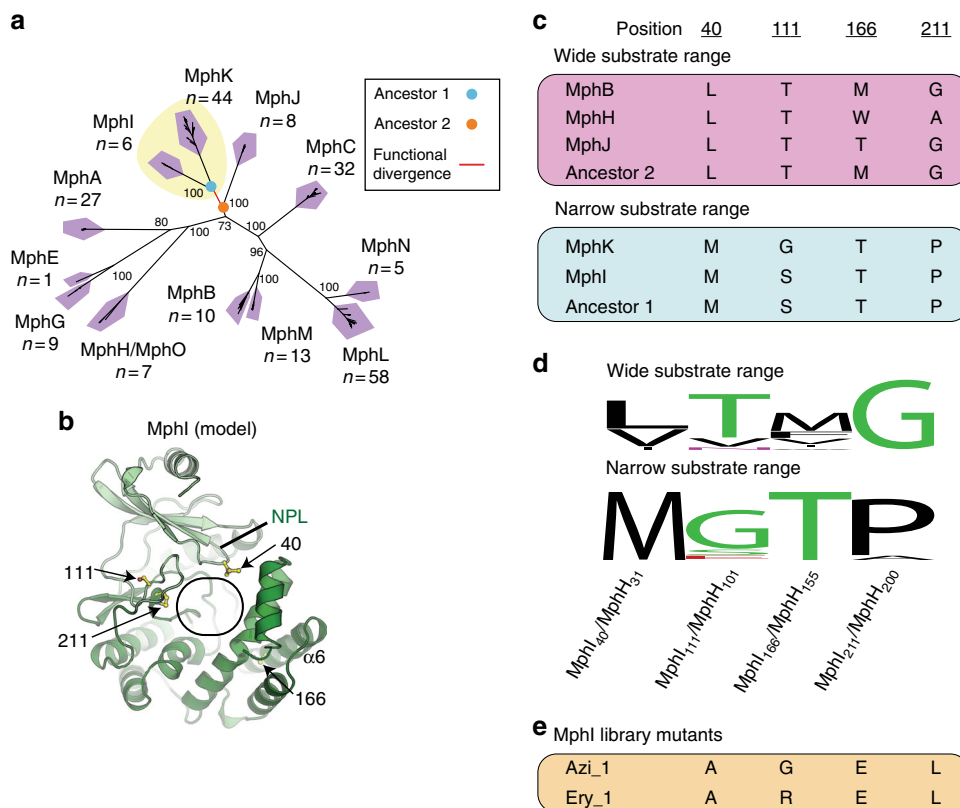 a
MphK
n=44
MphJ
n=8
MphI
n=6
MphC
n=32
MphA
n=27
MphE
n=1
MphG
n=9
MphH/MphO
n=7
MphB
n=10
MphM
n=13
MphL
n=58
MphN
n=5
100
100
80
100
73
100
96
100
100
100
Ancestor 1
Ancestor 2
Functional
divergence
b
MphI (model)
NPL
40
111
211
α6
166
c
Position 40 111 166 211
Wide substrate range
MphB L T M G
MphH L T W A
MphJ L T T G
Ancestor 2 L T M G
Narrow substrate range
MphK M G T P
MphI M S T P
Ancestor 1 M S T P
d
Wide substrate range
L T M G
Narrow substrate range
M G T P
MphI40/MphH31
MphI111/MphH101
MphI166/MphH155
MphI211/MphH200
e
MphI library mutants
Azi_1 A G E L
Ery_1 A R E L